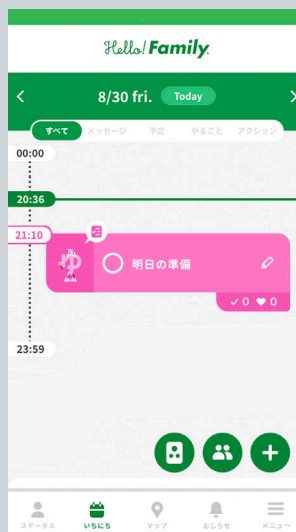 Hello! Family.
8/30 fri. Today
すべて メッセージ 予定 やること アクション
00:00
20:36
21:10
ゆ 明日の準備
0 0
23:59
ステータス いちにち マップ おしらせ メニュー